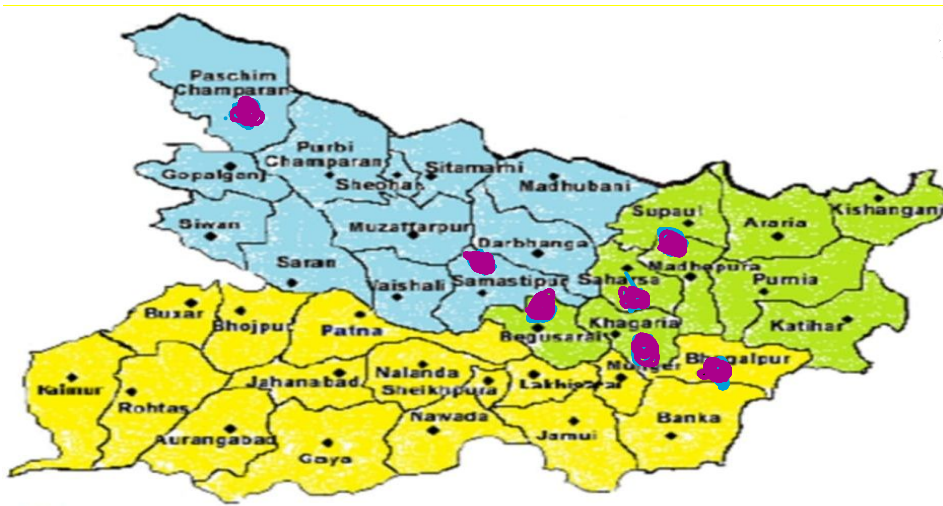 Paschim
Champaran
Purbi
Champaran
Sitamarhi
Gopalganj
Sheohar
Madhubani
Siwan
Muzaffarpur
Darbhanga
Supaul
Araria
Kishanganj
Saran
Vaishali
Samastipur
Saharsa
Madhepura
Purnia
Buxar
Bhojpur
Patna
Begusarai
Khagaria
Katihar
Kaimur
Rohtas
Jahanabad
Nalanda
Sheikhpura
Lakhisarai
Munger
Bhagalpur
Aurangabad
Gaya
Nawada
Jamui
Banka